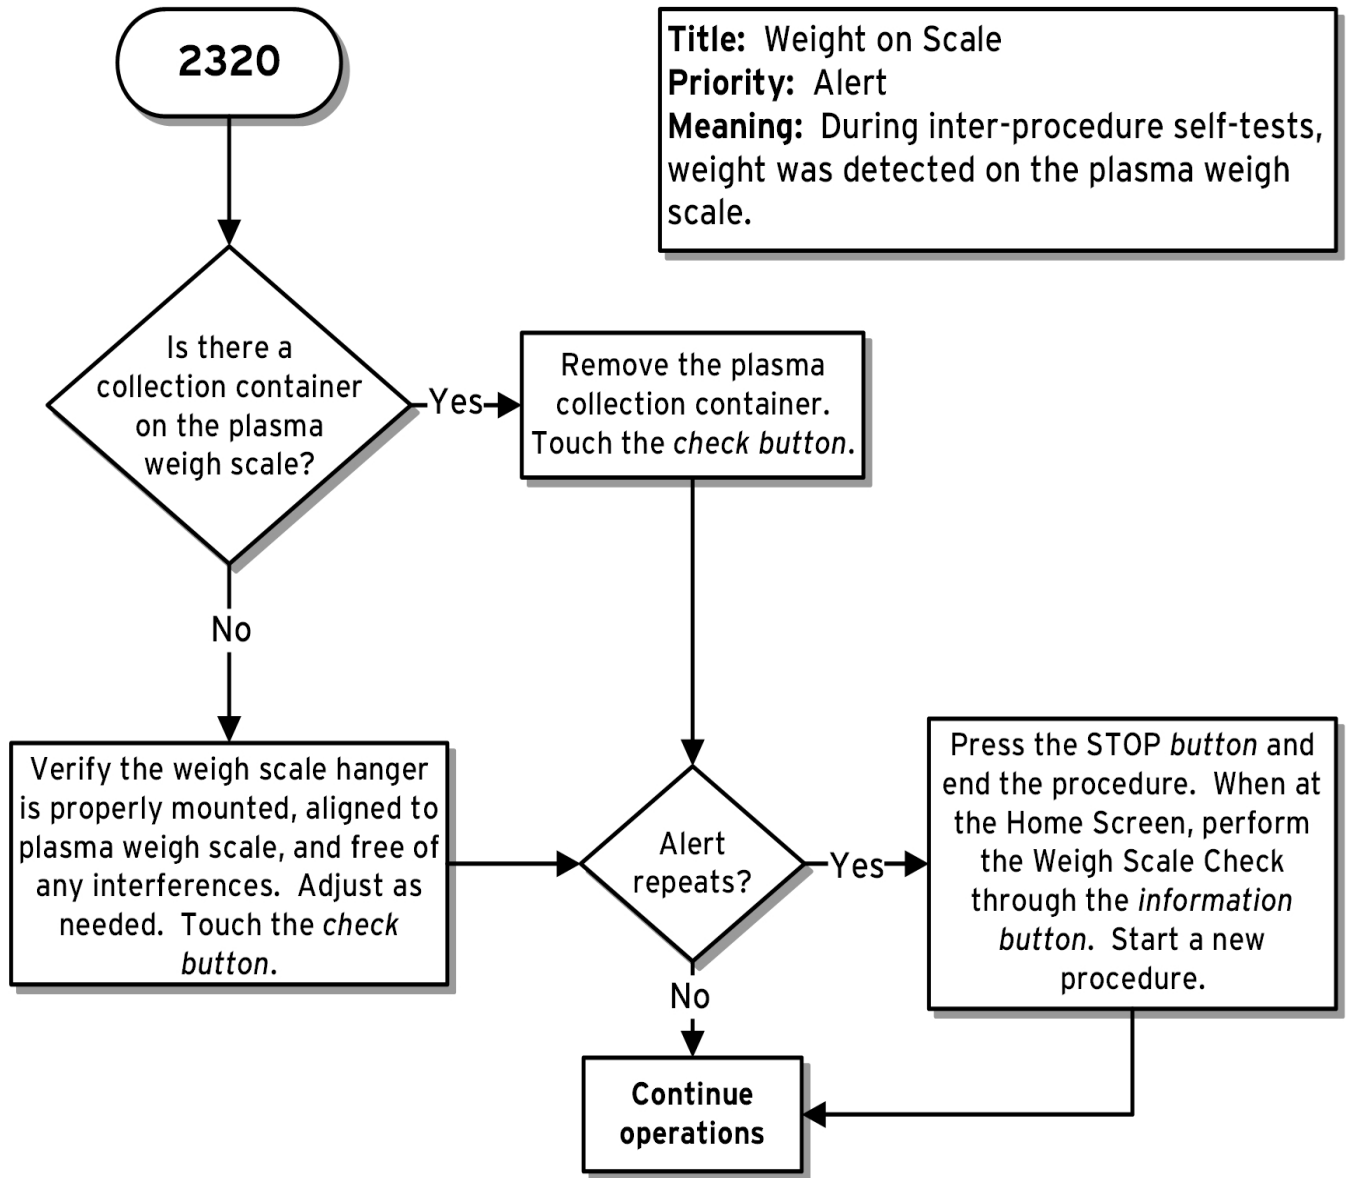 2320
Title: Weight on Scale
Priority: Alert
Meaning: During inter-procedure self-tests,
weight was detected on the plasma weigh
scale.
Is there a
collection container
on the plasma
weigh scale?
Yes
Remove the plasma
collection container.
Touch the check button.
No
Verify the weigh scale hanger
is properly mounted, aligned to
plasma weigh scale, and free of
any interferences. Adjust as
needed. Touch the check
button.
Alert
repeats?
Yes
Press the STOP button and
end the procedure. When at
the Home Screen, perform
the Weigh Scale Check
through the information
button. Start a new
procedure.
No
Continue
operations